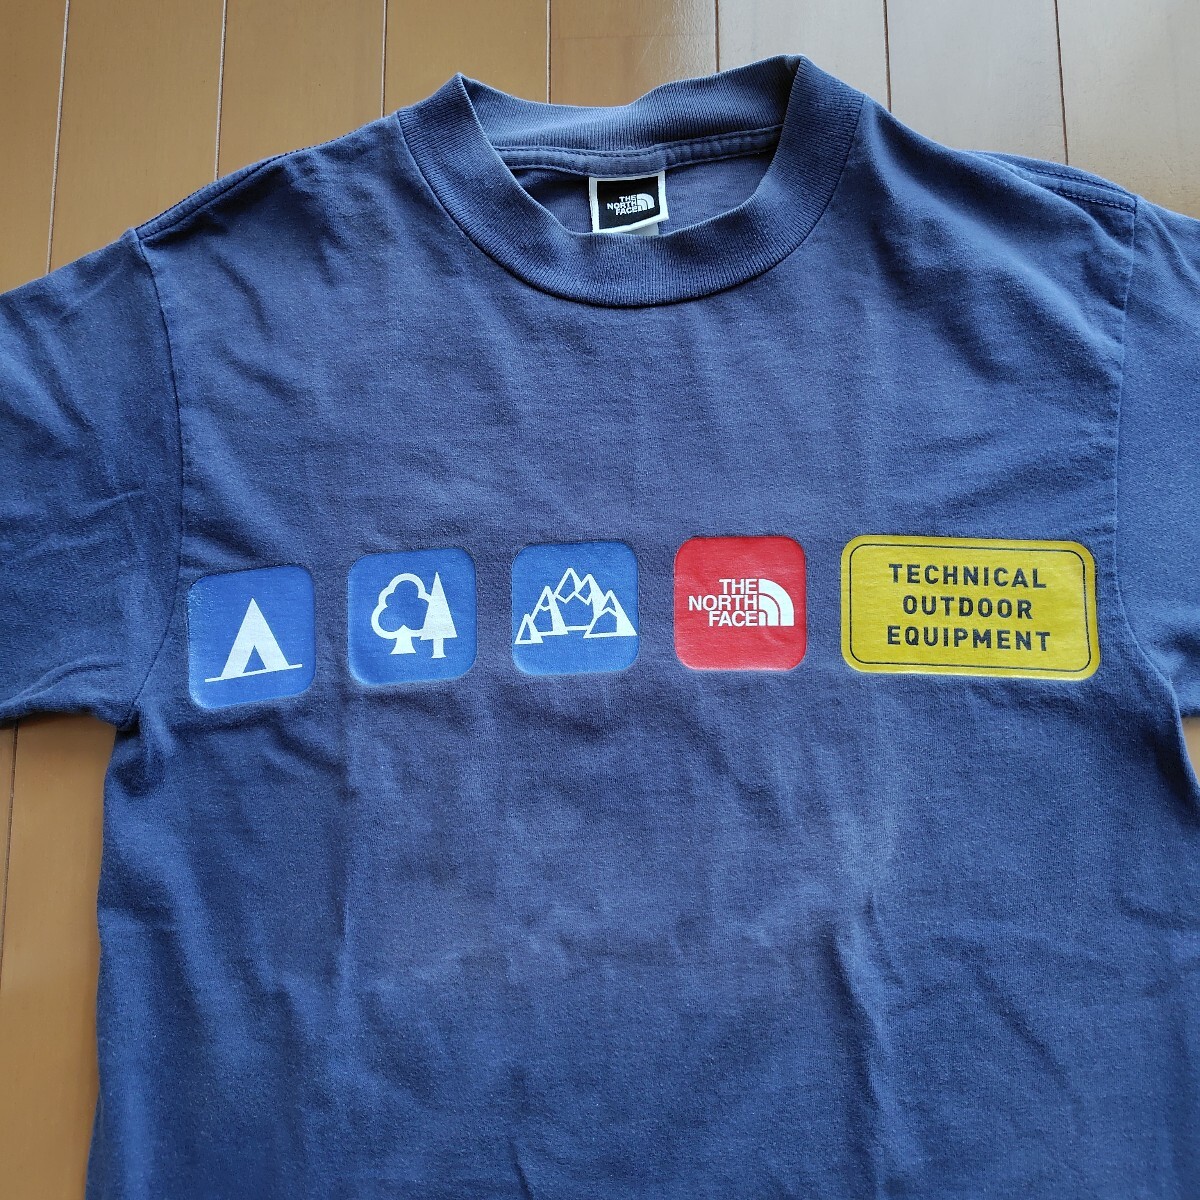 THE
NORTH
FACE
THE
NORTH
FACE
TECHNICAL
OUTDOOR
EQUIPMENT